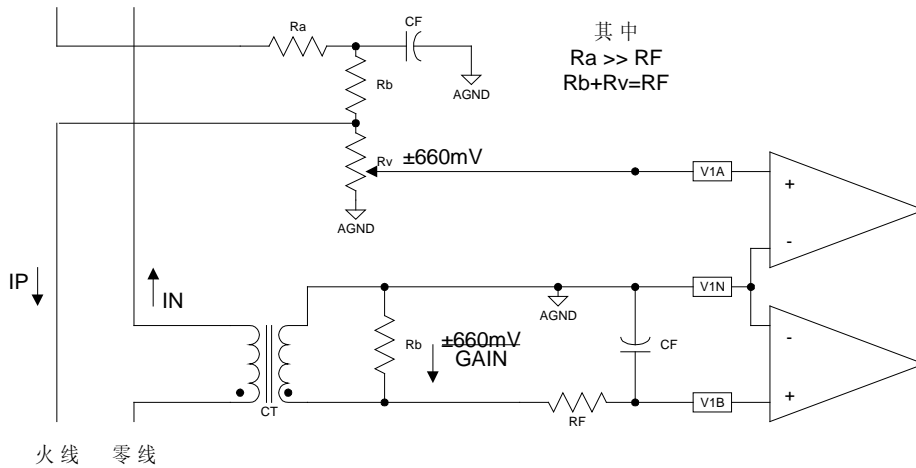 Ra
CF
其中
Ra >> RF
Rb+Rv=RF
Rb
AGND
Rv
±660mV
V1A
+
-
AGND
IP
IN
V1N
AGND
Rb
±660mV
GAIN
CF
-
+
CT
RF
V1B
火线
零线